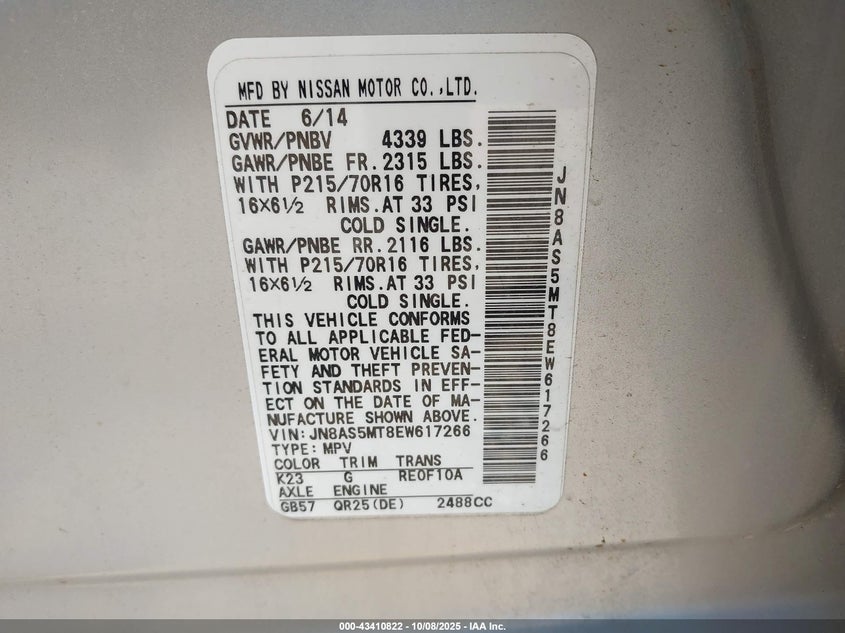 MFD BY NISSAN MOTOR CO.,LTD.
DATE 6/14
GVWR/PNBV 4339 LBS.
GAWR/PNBE FR.2315 LBS.
WITH P215/70R16 TIRES,
16X6½ RIMS.AT 33 PSI
COLD SINGLE.
GAWR/PNBE RR.2116 LBS.
WITH P215/70R16 TIRES,
16X6½ RIMS.AT 33 PSI
COLD SINGLE.
THIS VEHICLE CONFORMS
TO ALL APPLICABLE FED-
ERAL MOTOR VEHICLE SA-
FETY AND THEFT PREVEN-
TION STANDARDS IN EFF-
ECT ON THE DATE OF MA-
NUFACTURE SHOWN ABOVE.
VIN:JN8AS5MT8EW617266
TYPE:MPV
COLOR TRIM TRANS
K23 G RE0F10A
AXLE ENGINE
GB57 QR25(DE) 2488CC
JN8AS5MT8EW617266
000-43410822 - 10/08/2025 - IAA Inc.